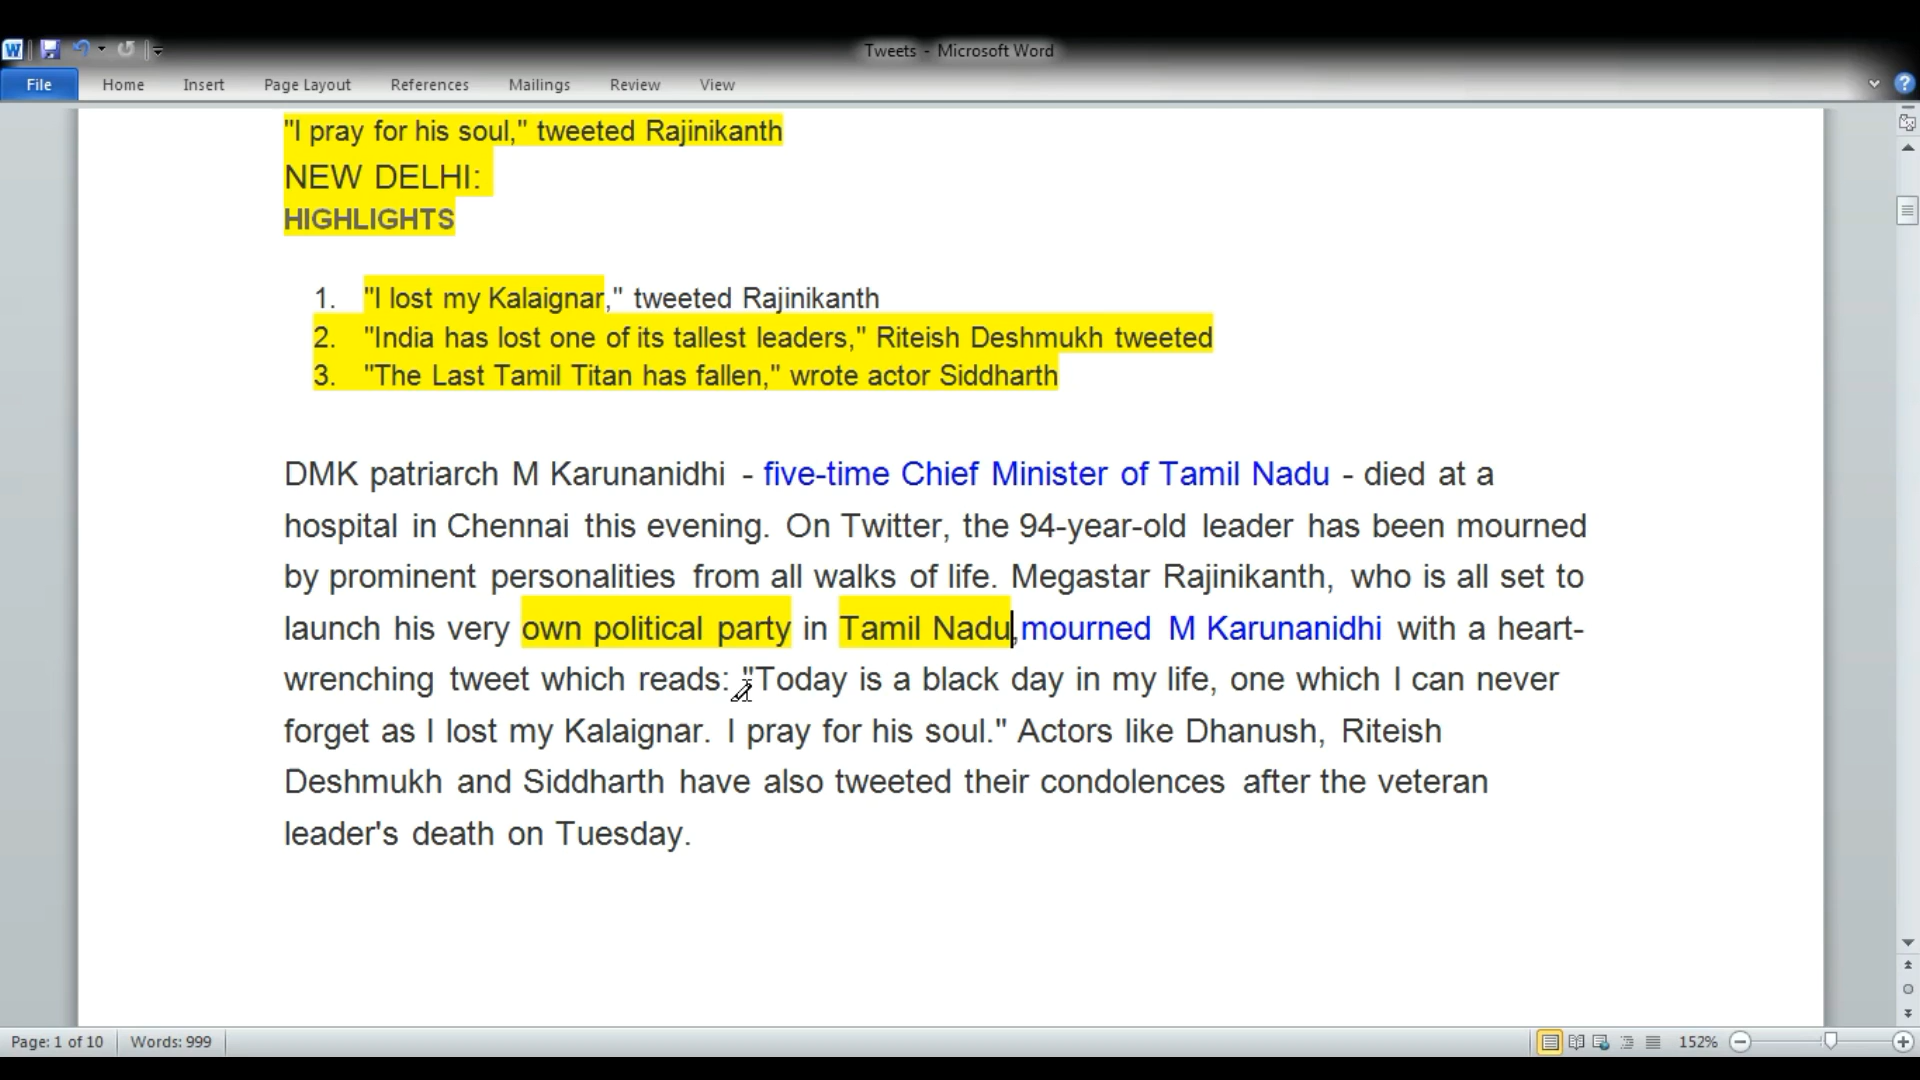 Tweets - Microsoft Word
File Home Insert Page Layout References Mailings Review View
"I pray for his soul," tweeted Rajinikanth
NEW DELHI:
HIGHLIGHTS
1. "I lost my Kalaignar," tweeted Rajinikanth
2. "India has lost one of its tallest leaders," Riteish Deshmukh tweeted
3. "The Last Tamil Titan has fallen," wrote actor Siddharth
DMK patriarch M Karunanidhi - five-time Chief Minister of Tamil Nadu - died at a
hospital in Chennai this evening. On Twitter, the 94-year-old leader has been mourned
by prominent personalities from all walks of life. Megastar Rajinikanth, who is all set to
launch his very own political party in Tamil Nadu,mourned M Karunanidhi with a heart-
wrenching tweet which reads: "Today is a black day in my life, one which I can never
forget as I lost my Kalaignar. I pray for his soul." Actors like Dhanush, Riteish
Deshmukh and Siddharth have also tweeted their condolences after the veteran
leader's death on Tuesday.
Page: 1 of 10 Words: 999 152%